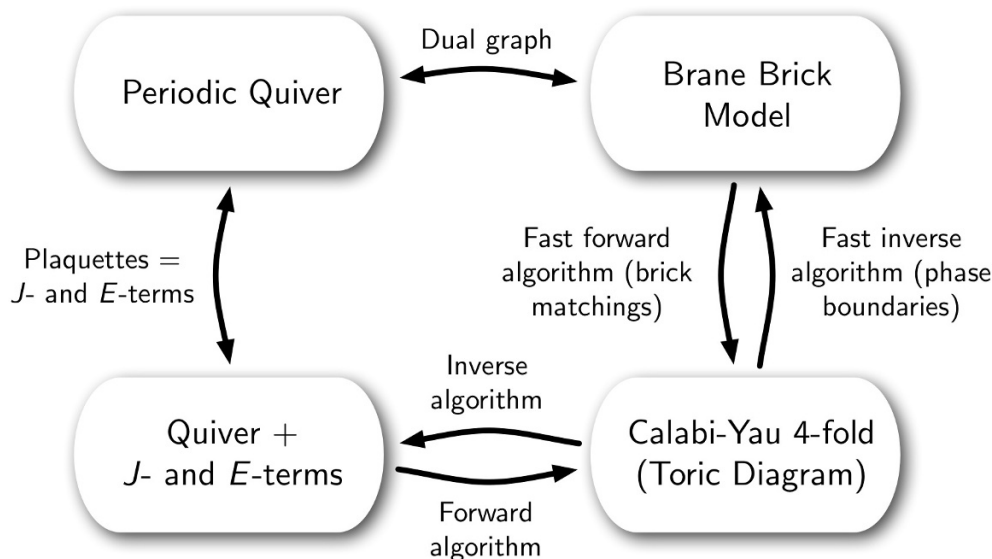 Dual graph
Periodic Quiver
Brane Brick
Model
Plaquettes =
J- and E-terms
Fast forward
algorithm (brick
matchings)
Fast inverse
algorithm (phase
boundaries)
Inverse
algorithm
Quiver +
J- and E-terms
Calabi-Yau 4-fold
(Toric Diagram)
Forward
algorithm